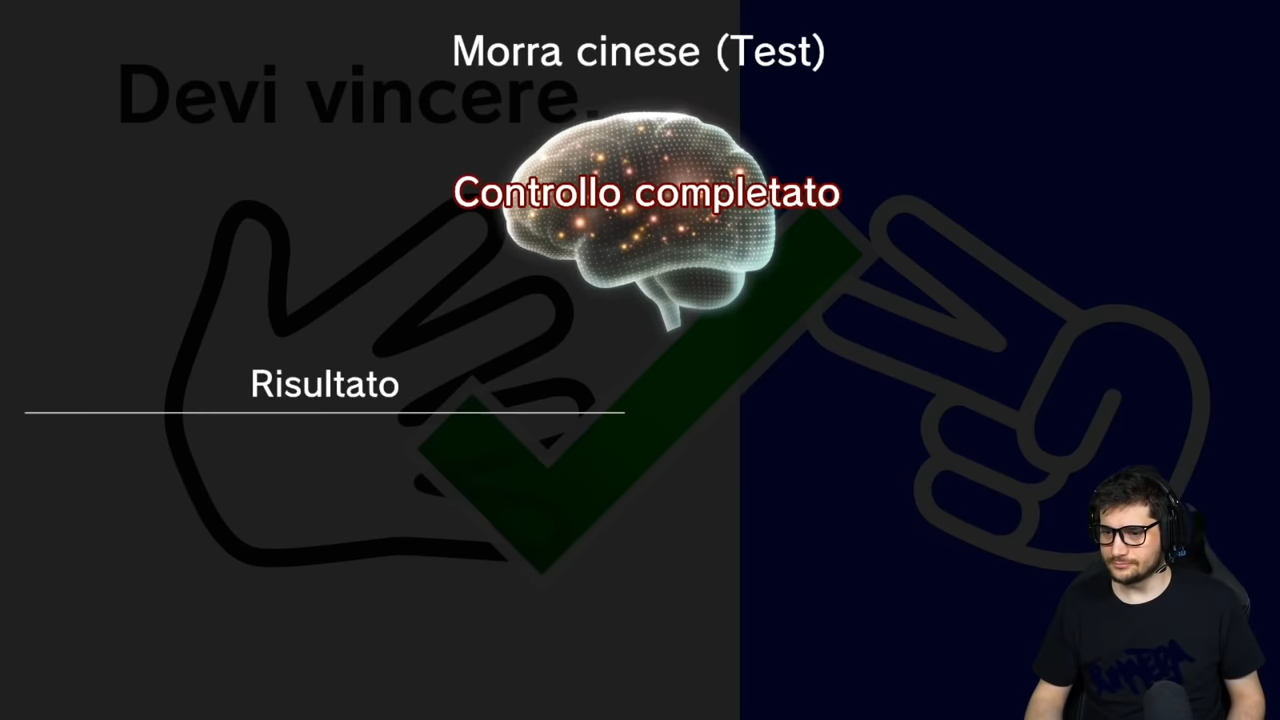 Morra cinese (Test)
Devi vincere.
Controllo completato
Risultato